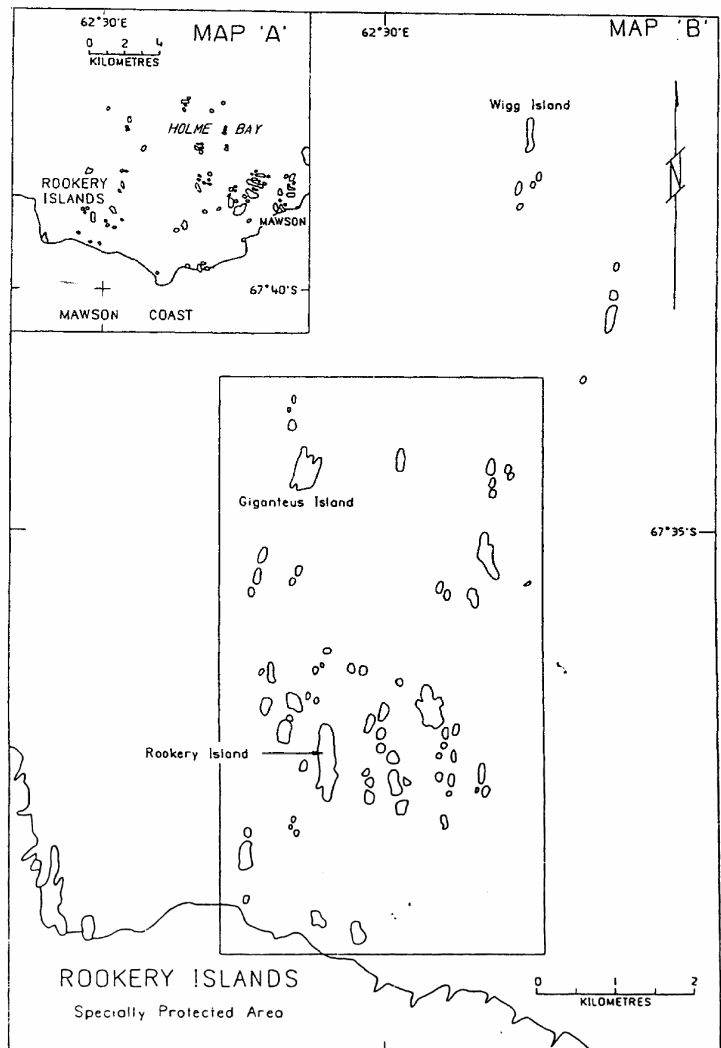 62°30'E
MAP 'A'
0 2 4
KILOMETRES
HOLME BAY
ROOKERY
ISLANDS
MAWSON
67°40'S
MAWSON COAST
62°30'E
MAP 'B'
Wigg Island
N
Giganteus Island
67°35'S
Rookery Island
ROOKERY ISLANDS
Specially Protected Area
0 1 2
KILOMETRES